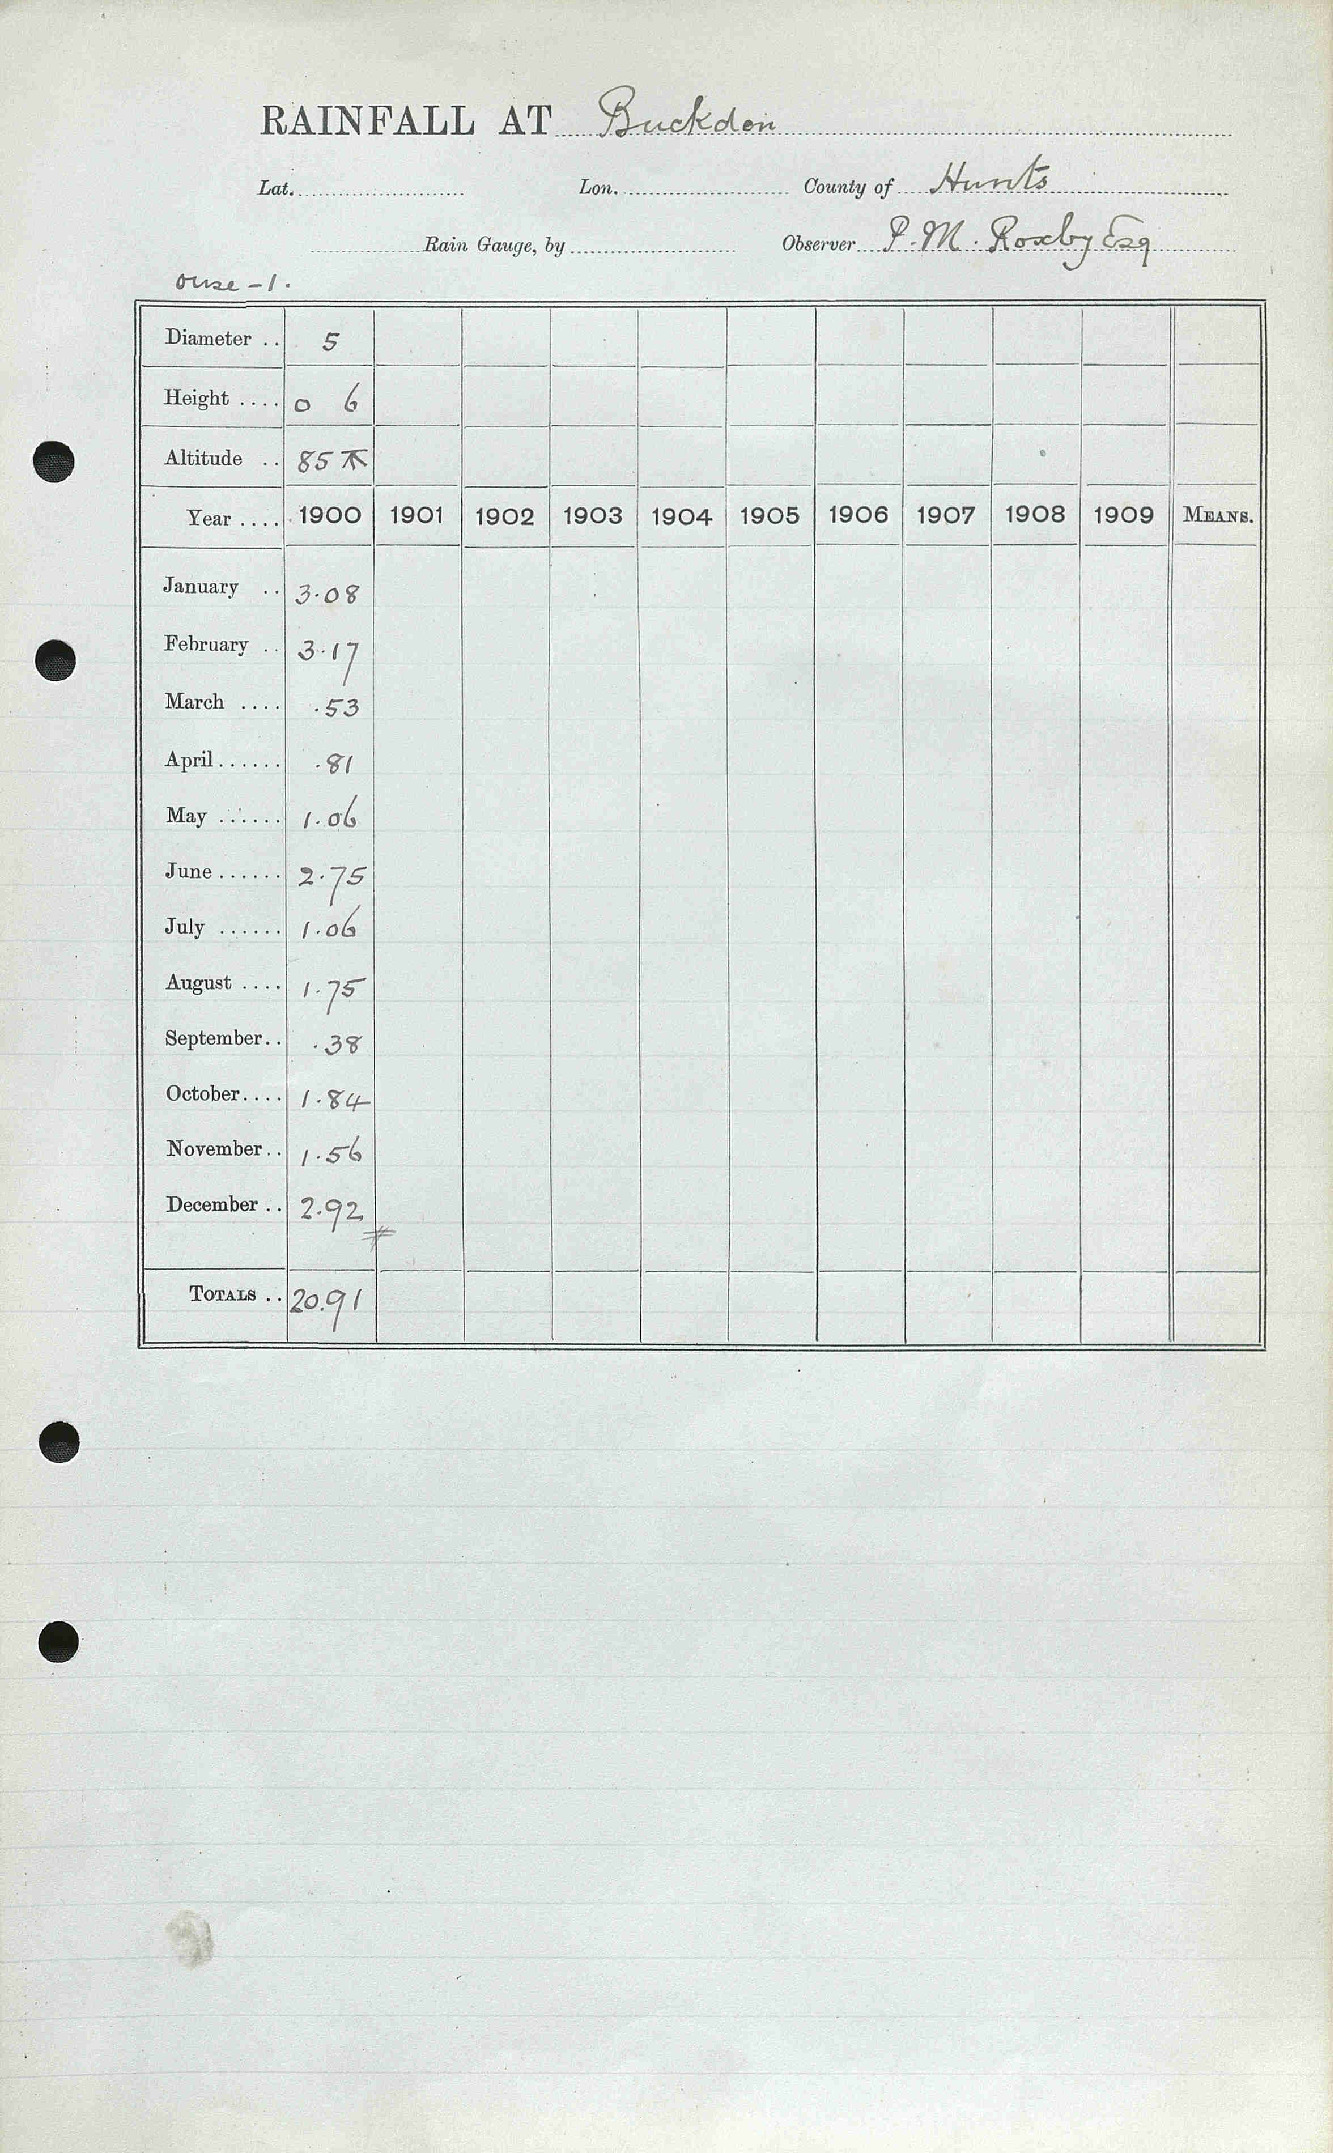 RAINFALL AT Buckden
Lat. Lon. County of Hunts
Rain Gauge, by Observer P. M. Roxby Esq
Ouse - 1.
Diameter .. 5
Height .... 0 6
Altitude .. 85
Year .... 1900 1901 1902 1903 1904 1905 1906 1907 1908 1909 MEANS.
January .. 3.08
February .. 3.17
March .... .53
April ...... .81
May ...... 1.06
June ...... 2.75
July ...... 1.06
August .... 1.75
September.. .38
October.... 1.84
November.. 1.56
December .. 2.92
#
TOTALS .. 20.91